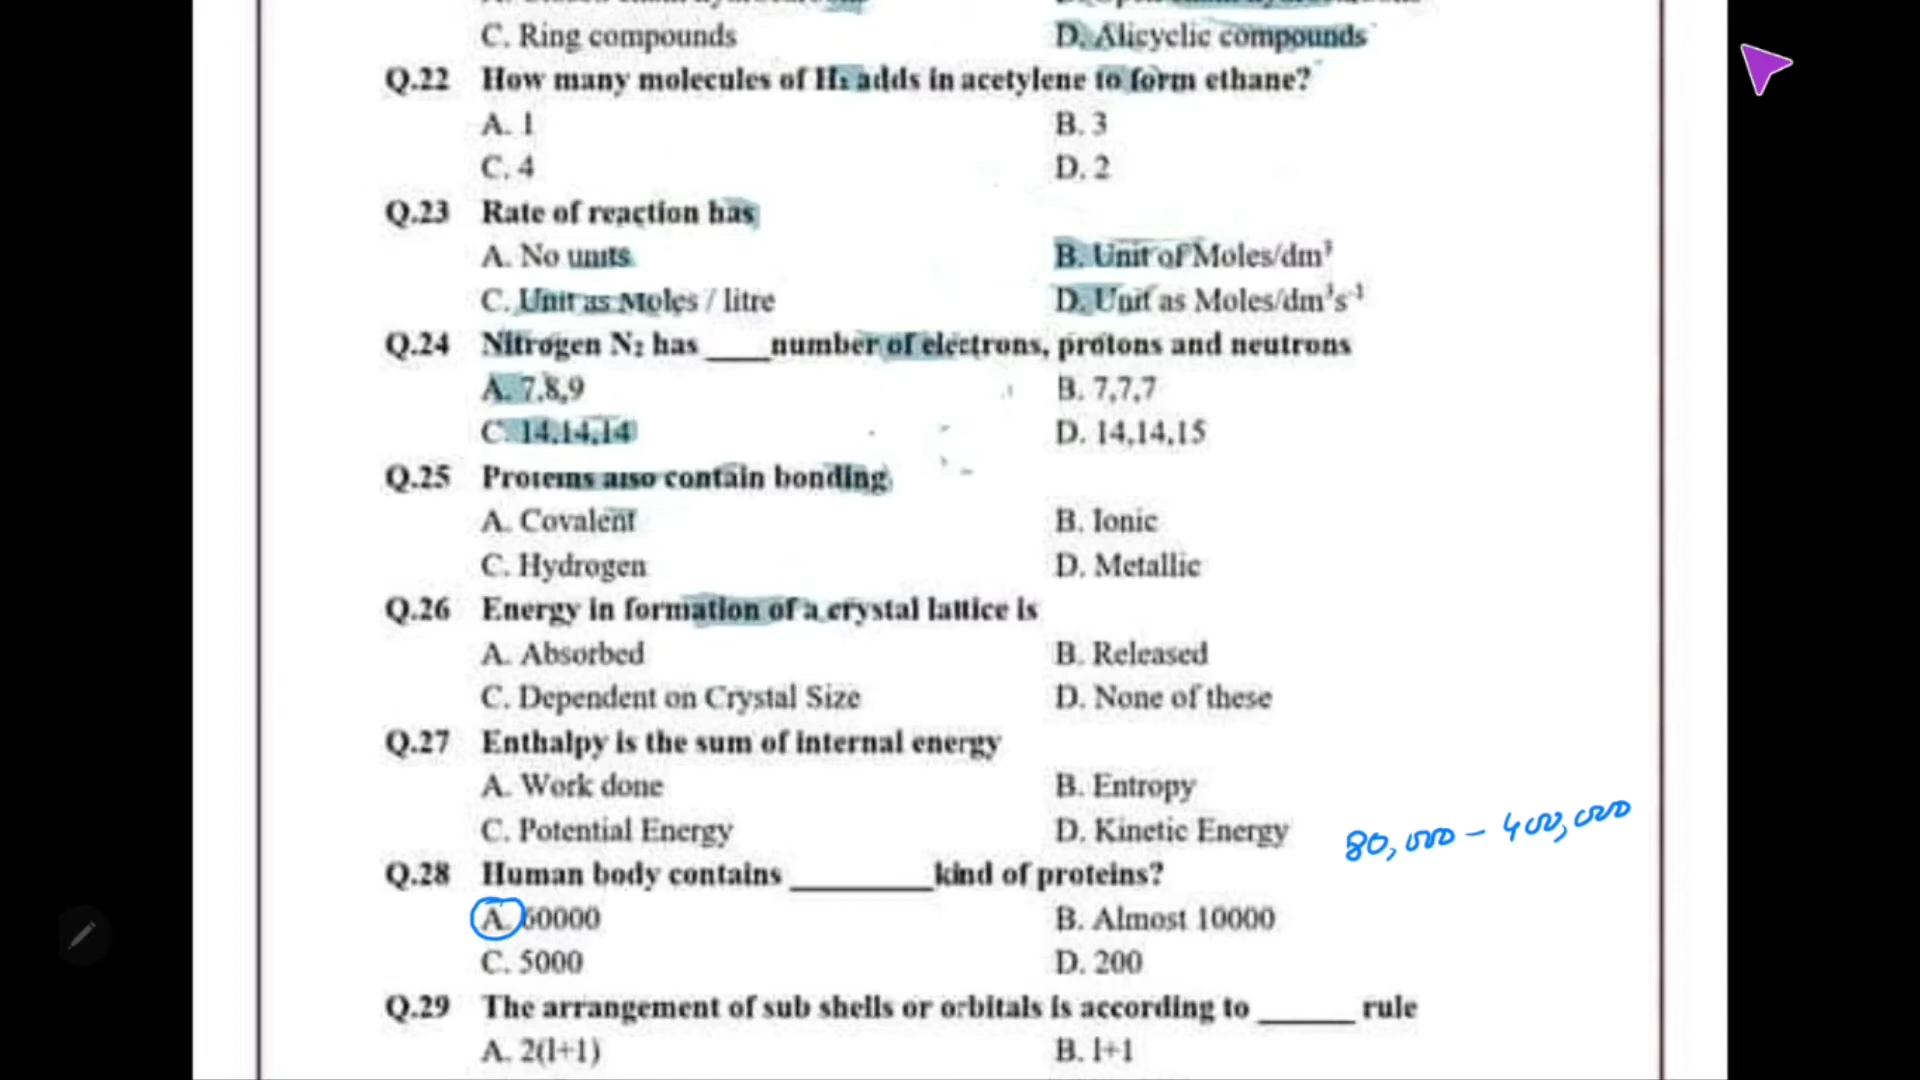 C. Ring compounds D. Alicyclic compounds
Q.22 How many molecules of H₂ adds in acetylene to form ethane?
A. 1 B. 3
C. 4 D. 2
Q.23 Rate of reaction has
A. No units B. Unit of Moles/dm³
C. Unit as Moles / litre D. Unit as Moles/dm³s⁻¹
Q.24 Nitrogen N₂ has ____number of electrons, protons and neutrons
A. 7,8,9 B. 7,7,7
C. 14,14,14 D. 14,14,15
Q.25 Proteins also contain bonding
A. Covalent B. Ionic
C. Hydrogen D. Metallic
Q.26 Energy in formation of a crystal lattice is
A. Absorbed B. Released
C. Dependent on Crystal Size D. None of these
Q.27 Enthalpy is the sum of internal energy
A. Work done B. Entropy
C. Potential Energy D. Kinetic Energy
80,000 - 400,000
Q.28 Human body contains _________kind of proteins?
A. 60000 B. Almost 10000
C. 5000 D. 200
Q.29 The arrangement of sub shells or orbitals is according to ______ rule
A. 2(l+1) B. l+1